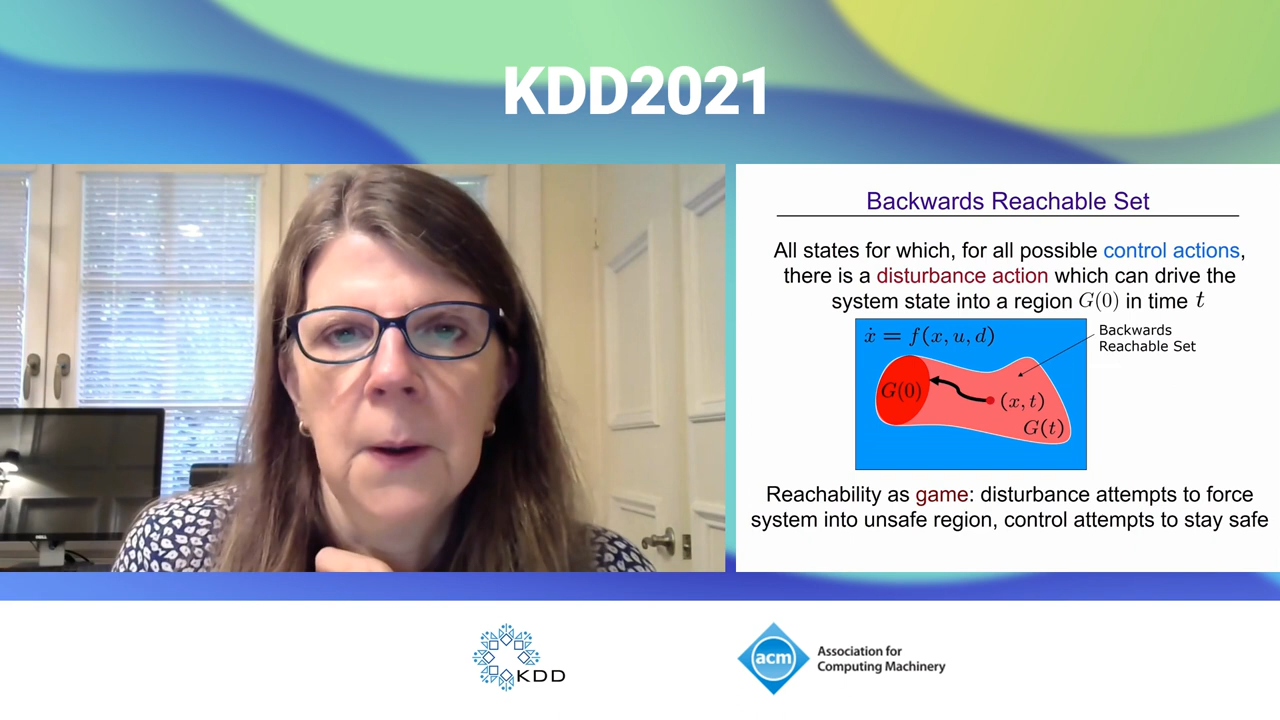 KDD2021
Backwards Reachable Set
All states for which, for all possible control actions,
there is a disturbance action which can drive the
system state into a region G(0) in time t
ẋ = f(x, u, d)
Backwards
Reachable Set
G(0)
(x, t)
G(t)
Reachability as game: disturbance attempts to force
system into unsafe region, control attempts to stay safe
KDD
acm
Association for
Computing Machinery